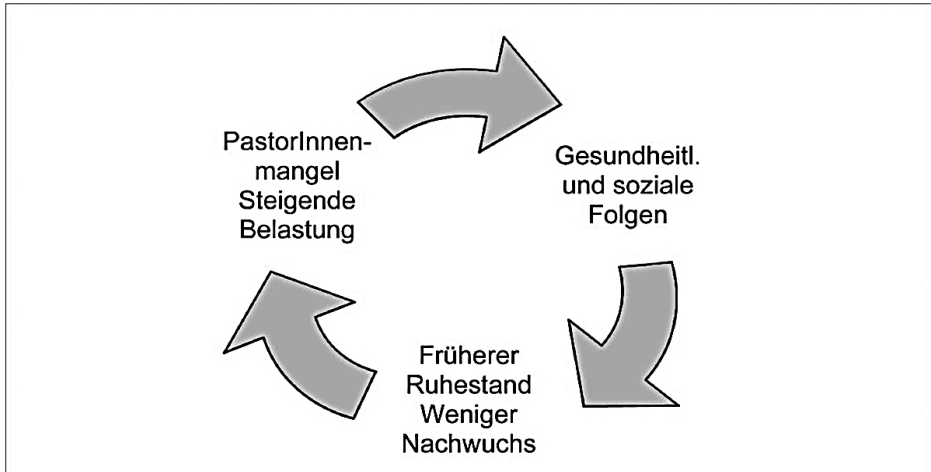 PastorInnen-
mangel
Steigende
Belastung
Gesundheitl.
und soziale
Folgen
Früherer
Ruhestand
Weniger
Nachwuchs